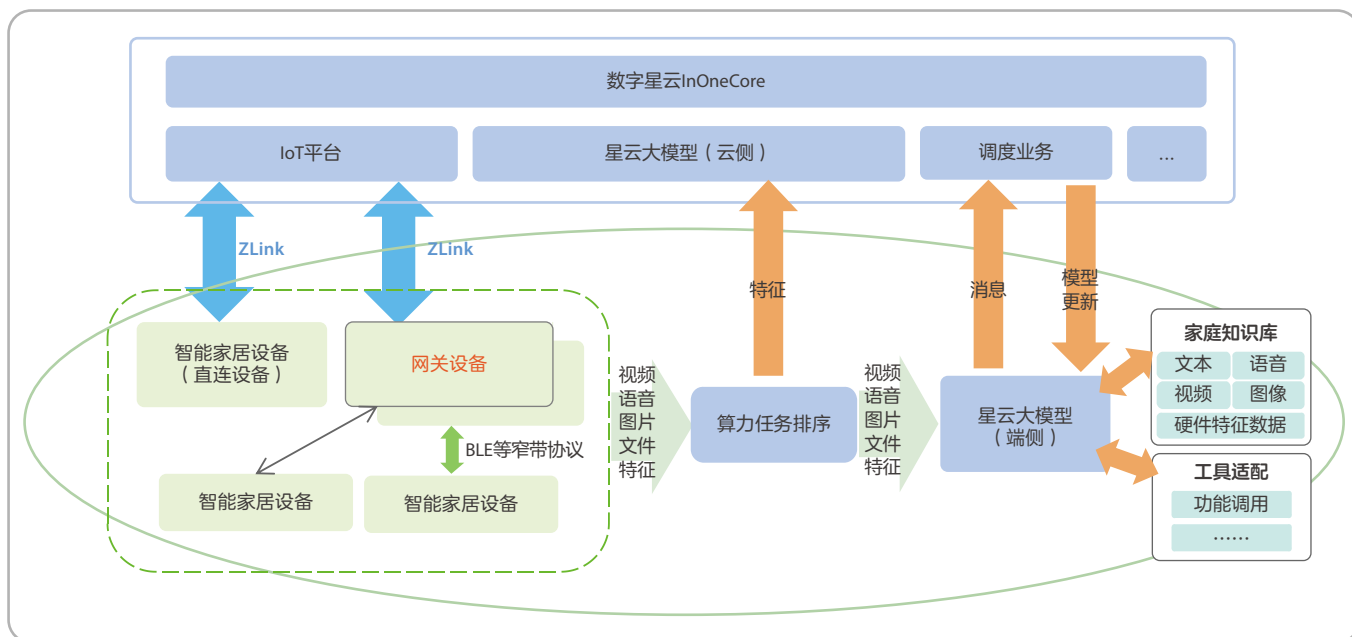 数字星云InOneCore
IoT平台
星云大模型（云侧）
调度业务
...
ZLink
ZLink
特征
消息
模型
更新
智能家居设备
（直连设备）
网关设备
BLE等窄带协议
智能家居设备
智能家居设备
视频
语音
图片
文件
特征
算力任务排序
视频
语音
图片
文件
特征
星云大模型
（端侧）
家庭知识库
文本
语音
视频
图像
硬件特征数据
工具适配
功能调用
……